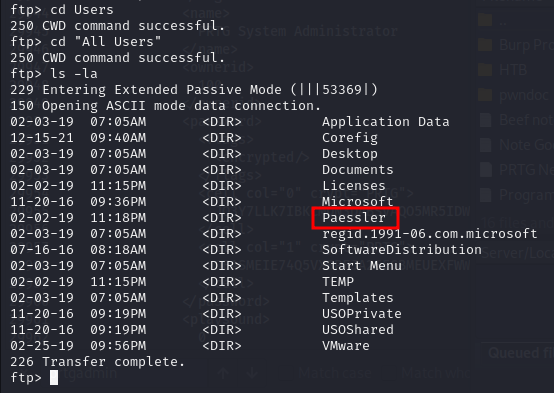 ftp> cd Users
250 CWD command successful.
ftp> cd "All Users"
250 CWD command successful.
ftp> ls -la
229 Entering Extended Passive Mode (|||53369|)
150 Opening ASCII mode data connection.
02-03-19  07:05AM       <DIR>          Application Data
12-15-21  09:40AM       <DIR>          Corefig
02-03-19  07:05AM       <DIR>          Desktop
02-03-19  07:05AM       <DIR>          Documents
02-02-19  11:15PM       <DIR>          Licenses
11-20-16  09:36PM       <DIR>          Microsoft
02-02-19  11:18PM       <DIR>          Paessler
02-03-19  07:05AM       <DIR>          regid.1991-06.com.microsoft
07-16-16  08:18AM       <DIR>          SoftwareDistribution
02-03-19  07:05AM       <DIR>          Start Menu
02-02-19  11:15PM       <DIR>          TEMP
02-03-19  07:05AM       <DIR>          Templates
11-20-16  09:19PM       <DIR>          USOPrivate
11-20-16  09:19PM       <DIR>          USOShared
02-25-19  09:56PM       <DIR>          VMware
226 Transfer complete.
ftp>